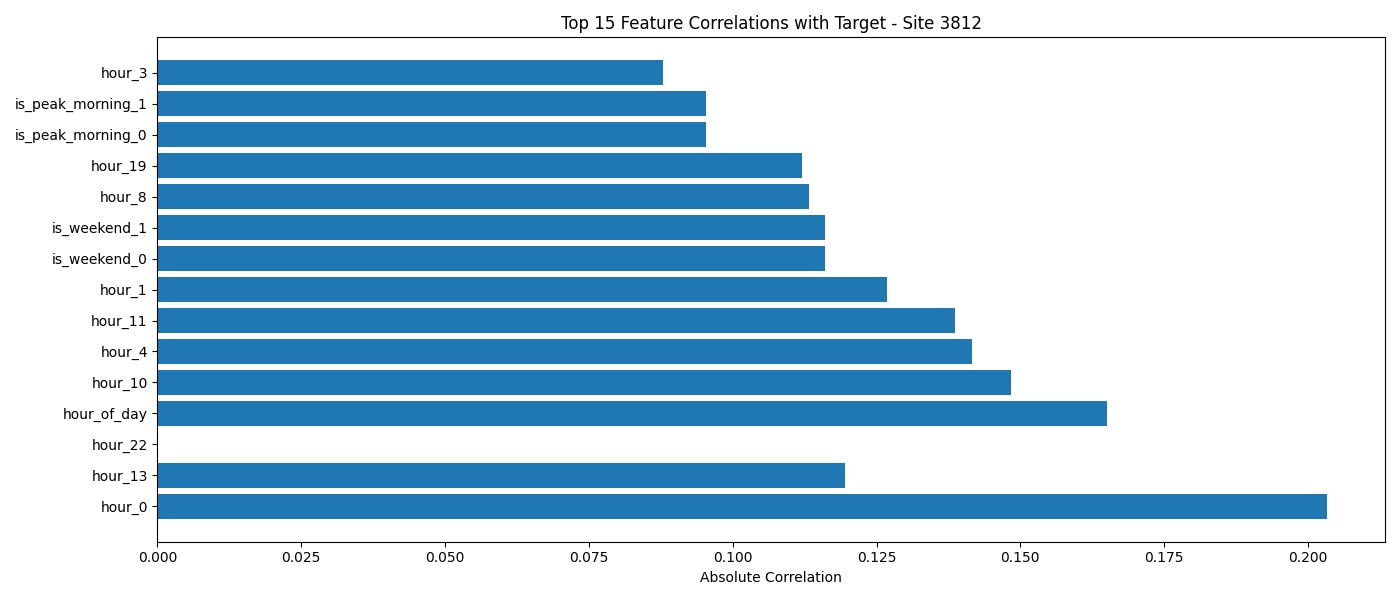 Top 15 Feature Correlations with Target - Site 3812
hour_3
is_peak_morning_1
is_peak_morning_0
hour_19
hour_8
is_weekend_1
is_weekend_0
hour_1
hour_11
hour_4
hour_10
hour_of_day
hour_22
hour_13
hour_0
0.000 0.025 0.050 0.075 0.100 0.125 0.150 0.175 0.200
Absolute Correlation